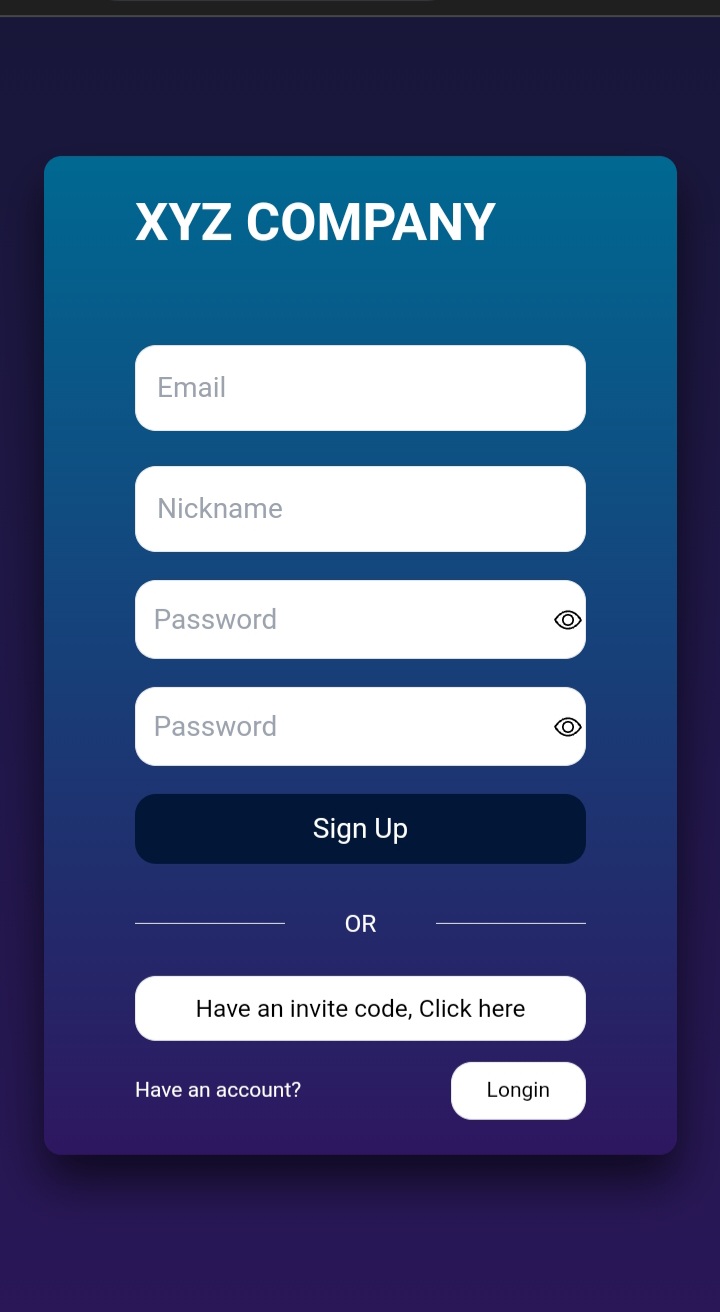 XYZ COMPANY
Email
Nickname
Password
Password
Sign Up
OR
Have an invite code, Click here
Have an account?
Longin